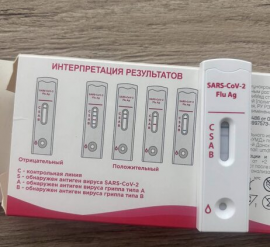 ИНТЕРПРЕТАЦИЯ РЕЗУЛЬТАТОВ
Отрицательный
Положительный
C - контрольная линия
S - обнаружен антиген вируса SARS-CoV-2
A - обнаружен антиген вируса гриппа типа A
B - обнаружен антиген вируса гриппа типа B
SARS-CoV-2
Flu Ag
C
S
A
B